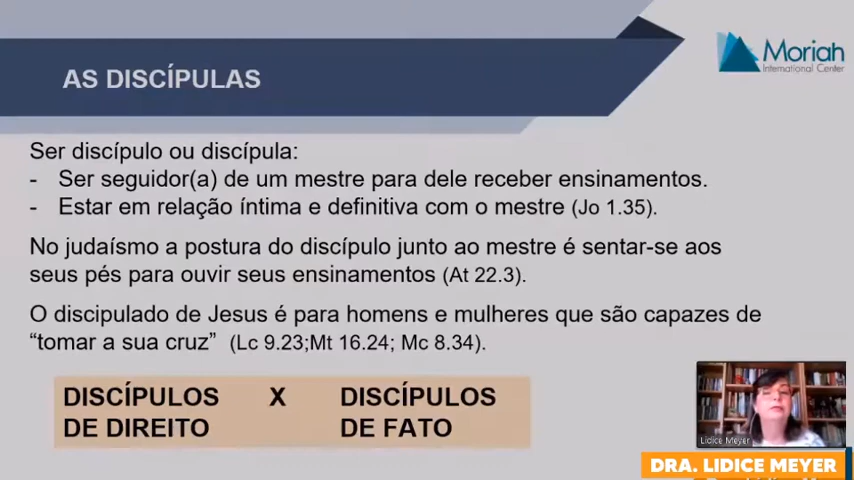 AS DISCÍPULAS
Moriah
International Center
Ser discípulo ou discípula:
- Ser seguidor(a) de um mestre para dele receber ensinamentos.
- Estar em relação íntima e definitiva com o mestre (Jo 1.35).
No judaísmo a postura do discípulo junto ao mestre é sentar-se aos
seus pés para ouvir seus ensinamentos (At 22.3).
O discipulado de Jesus é para homens e mulheres que são capazes de
“tomar a sua cruz” (Lc 9.23;Mt 16.24; Mc 8.34).
DISCÍPULOS X DISCÍPULOS
DE DIREITO DE FATO
Lidice Meyer
DRA. LIDICE MEYER